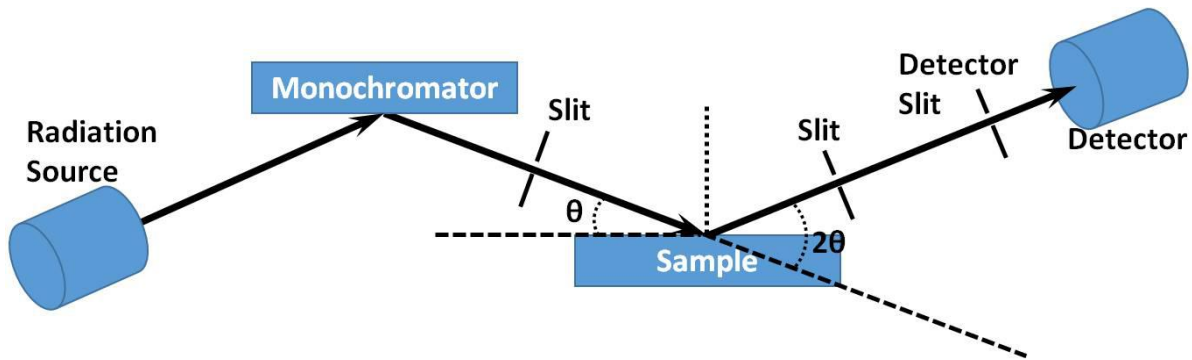 Radiation
Source
Monochromator
Slit
θ
Sample
2θ
Slit
Detector
Slit
Detector